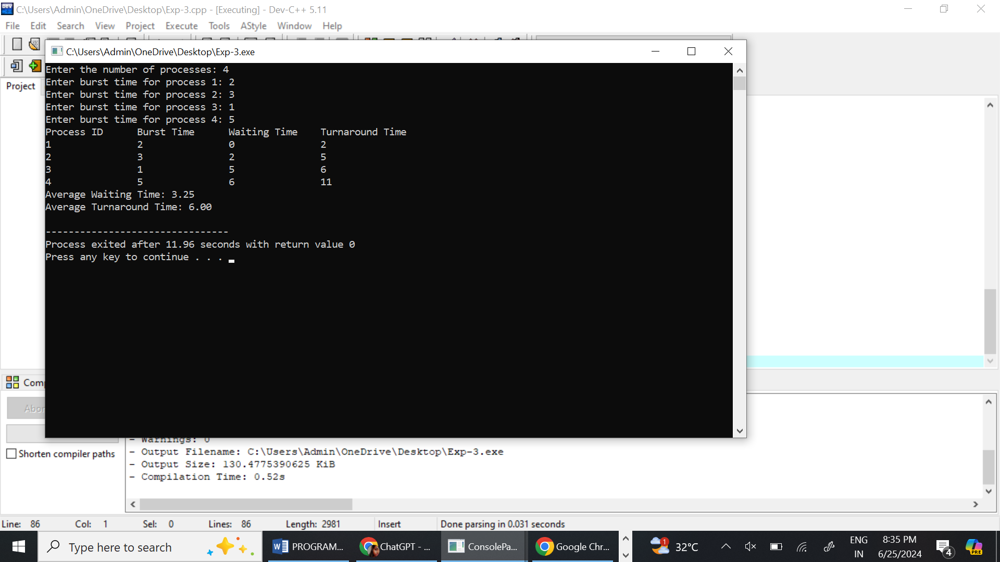 C:\Users\Admin\OneDrive\Desktop\Exp-3.cpp - [Executing] - Dev-C++ 5.11
File Edit Search View Project Execute Tools AStyle Window Help
C:\Users\Admin\OneDrive\Desktop\Exp-3.exe
Project
Enter the number of processes: 4
Enter burst time for process 1: 2
Enter burst time for process 2: 3
Enter burst time for process 3: 1
Enter burst time for process 4: 5
Process ID Burst Time Waiting Time Turnaround Time
1 2 0 2
2 3 2 5
3 1 5 6
4 5 6 11
Average Waiting Time: 3.25
Average Turnaround Time: 6.00
--------------------------------
Process exited after 11.96 seconds with return value 0
Press any key to continue . . .
Comp
Abor
- Warnings: 0
Shorten compiler paths
- Output Filename: C:\Users\Admin\OneDrive\Desktop\Exp-3.exe
- Output Size: 130.4775390625 KiB
- Compilation Time: 0.52s
Line: 86 Col: 1 Sel: 0 Lines: 86 Length: 2981 Insert Done parsing in 0.031 seconds
Type here to search
PROGRAM...
ChatGPT - ...
ConsolePa...
Google Chr...
1
32°C
ENG
IN
8:35 PM
6/25/2024
4
PRE